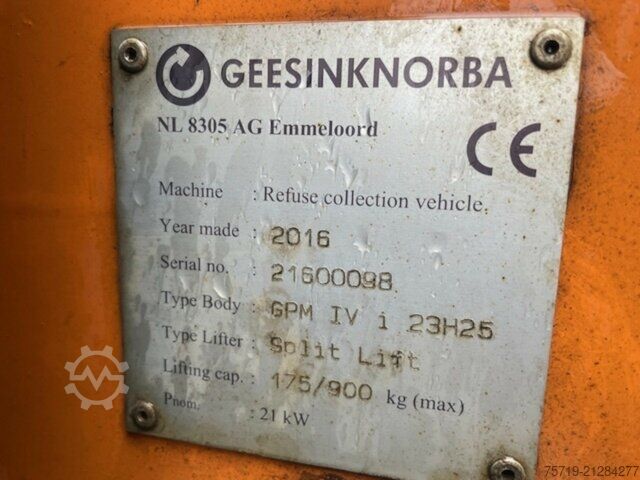 GEESINKNORBA
NL 8305 AG Emmeloord
CE
Machine : Refuse collection vehicle.
Year made : 2016
Serial no. : 21600098
Type Body : GPM IV i 23H25
Type Lifter : Split Lift
Lifting cap. : 175/900 kg (max)
Pnom. : 21 kW
75719-21284277